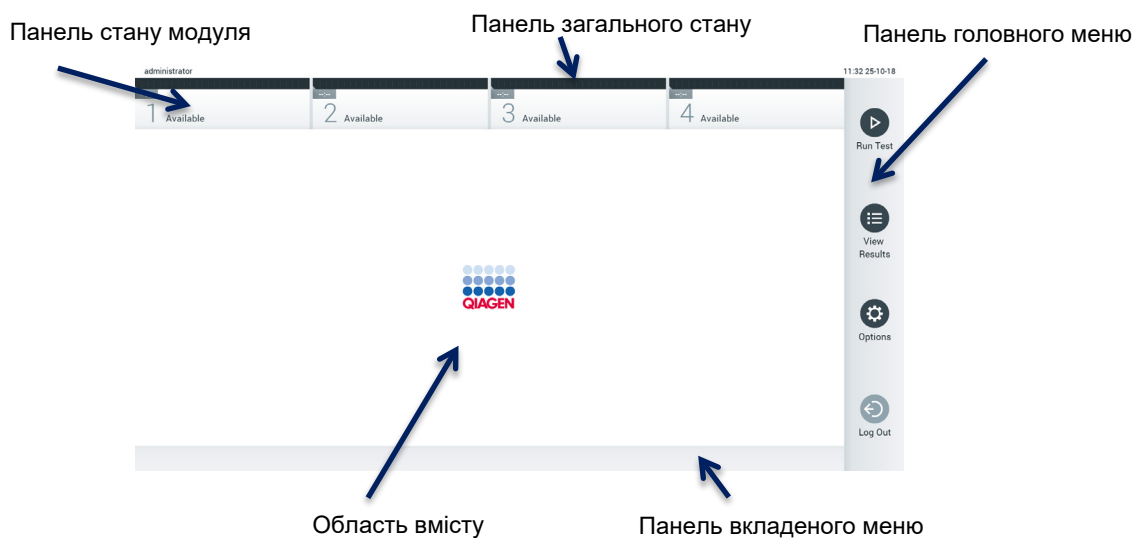 Панель стану модуля
Панель загального стану
Панель головного меню
administrator
11:32 25-10-18
--:--
--:--
--:--
1 Available
2 Available
3 Available
4 Available
Run Test
View
Results
QIAGEN
Options
Log Out
Область вмісту
Панель вкладеного меню